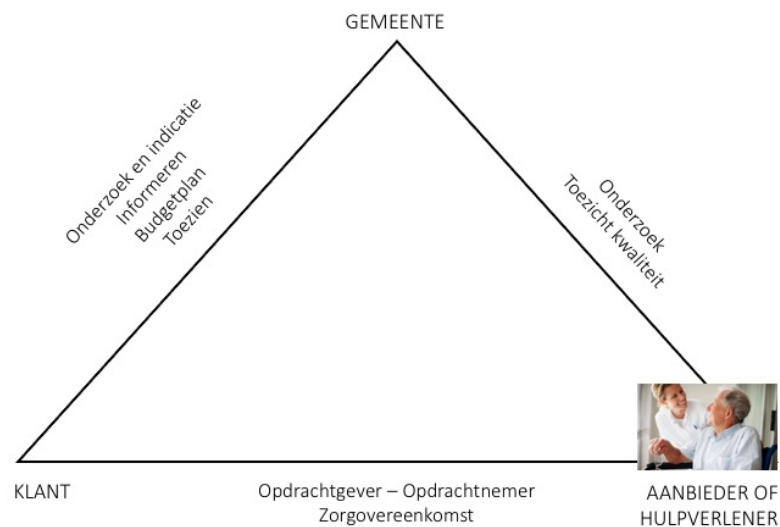 GEMEENTE
Onderzoek en indicatie
Informeren
Budgetplan
Toezien
Onderzoek
Toezicht kwaliteit
KLANT
Opdrachtgever – Opdrachtnemer
Zorgovereenkomst
AANBIEDER OF
HULPVERLENER